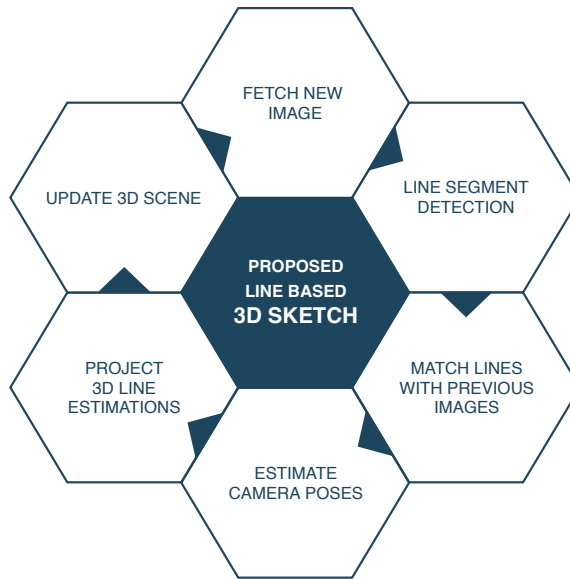 FETCH NEW
IMAGE
LINE SEGMENT
DETECTION
MATCH LINES
WITH PREVIOUS
IMAGES
ESTIMATE
CAMERA POSES
PROJECT
3D LINE
ESTIMATIONS
UPDATE 3D SCENE
PROPOSED
LINE BASED
3D SKETCH